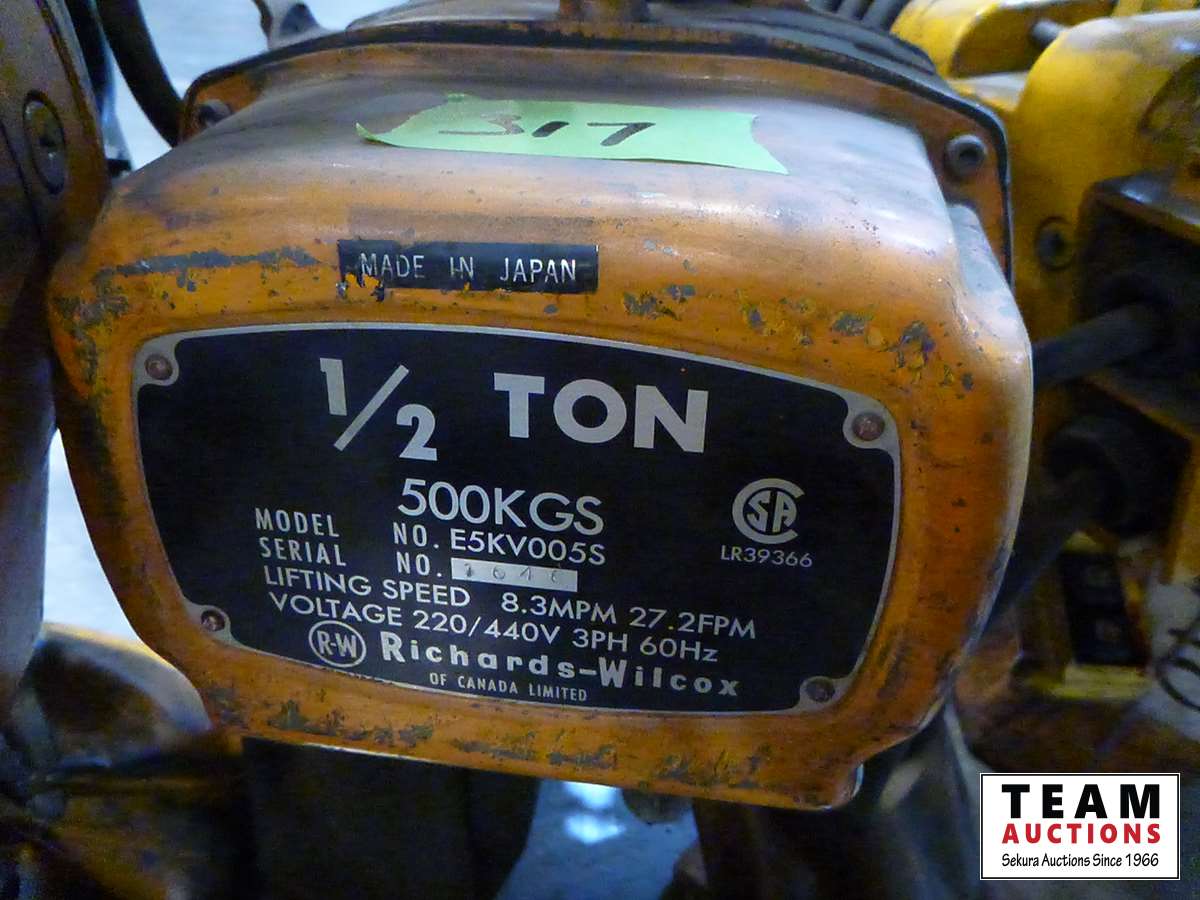 317
MADE IN JAPAN
1/2 TON
500KGS
CSA
LR39366
MODEL NO. E5KV005S
SERIAL NO.
LIFTING SPEED 8.3MPM 27.2FPM
VOLTAGE 220/440V 3PH 60Hz
R-W Richards-Wilcox
OF CANADA LIMITED
TEAM
AUCTIONS
Sekura Auctions Since 1966